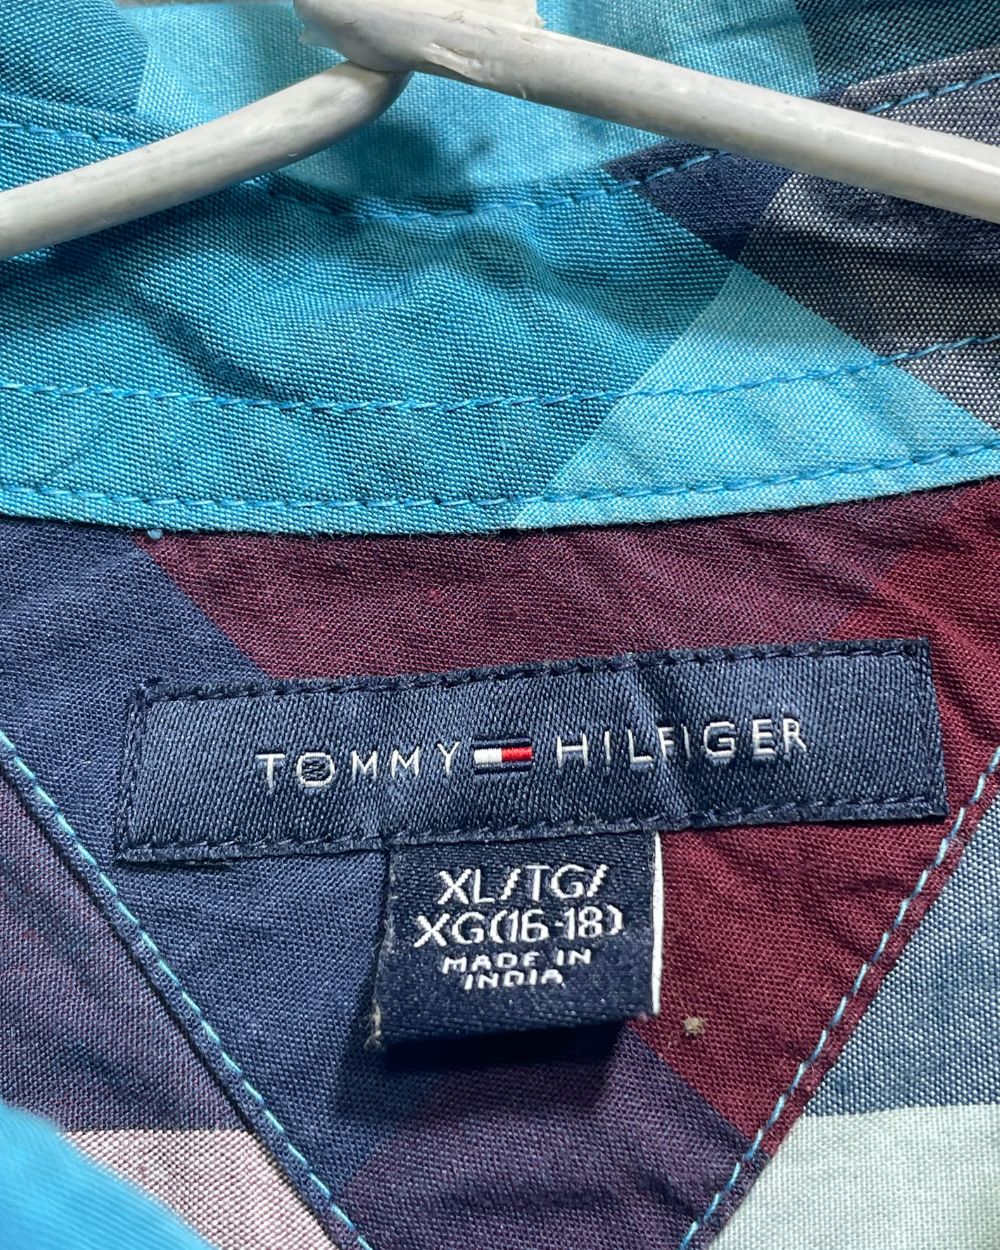 TOMMY HILFIGER
XL/TG/
XG(16-18)
MADE IN
INDIA